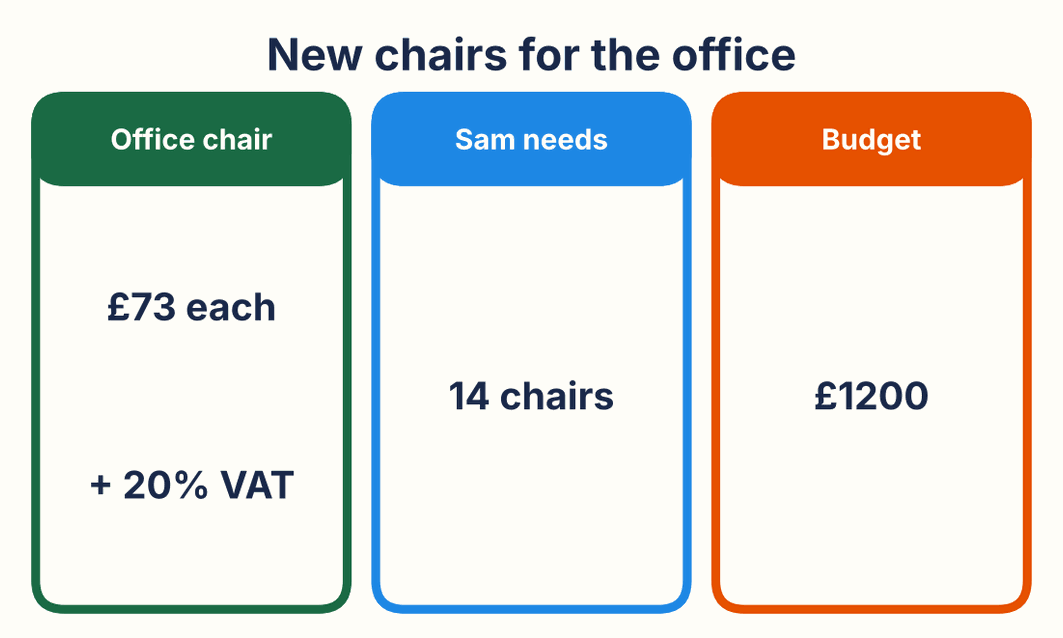 New chairs for the office
Office chair
£73 each
+ 20% VAT
Sam needs
14 chairs
Budget
£1200